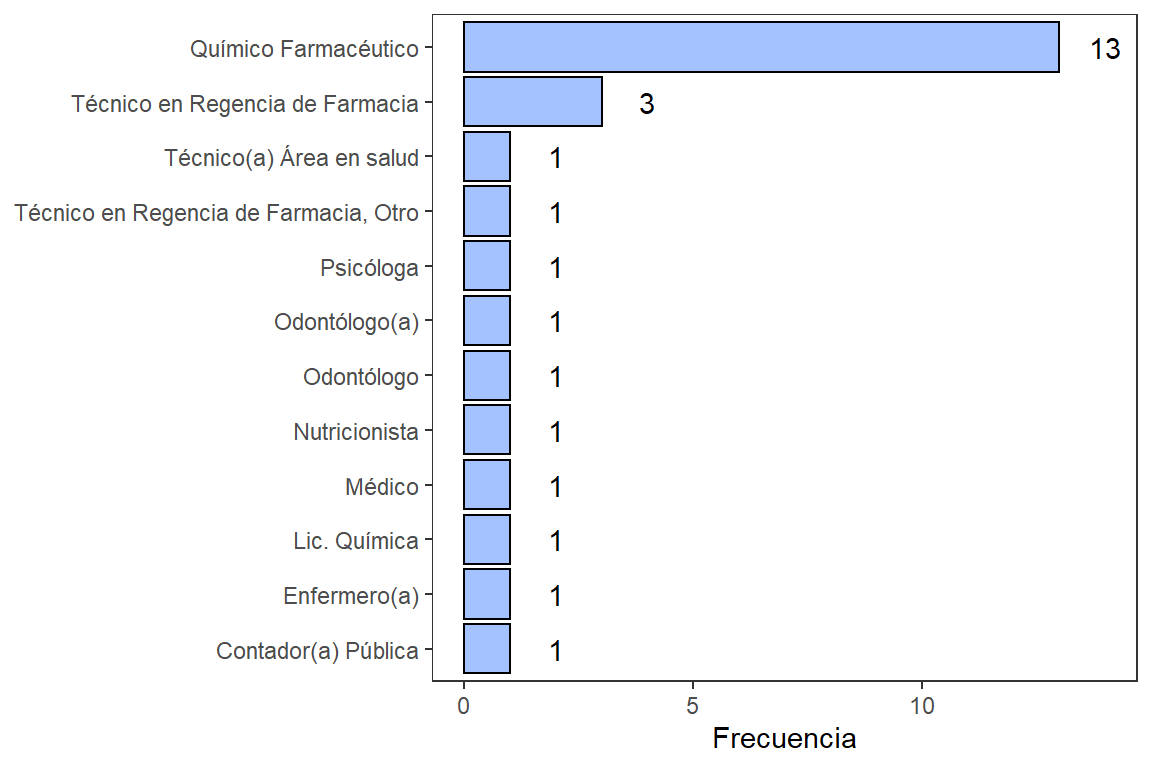 Químico Farmacéutico 13
Técnico en Regencia de Farmacia 3
Técnico(a) Área en salud 1
Técnico en Regencia de Farmacia, Otro 1
Psicóloga 1
Odontólogo(a) 1
Odontólogo 1
Nutricionista 1
Médico 1
Lic. Química 1
Enfermero(a) 1
Contador(a) Pública 1
0 5 10
Frecuencia